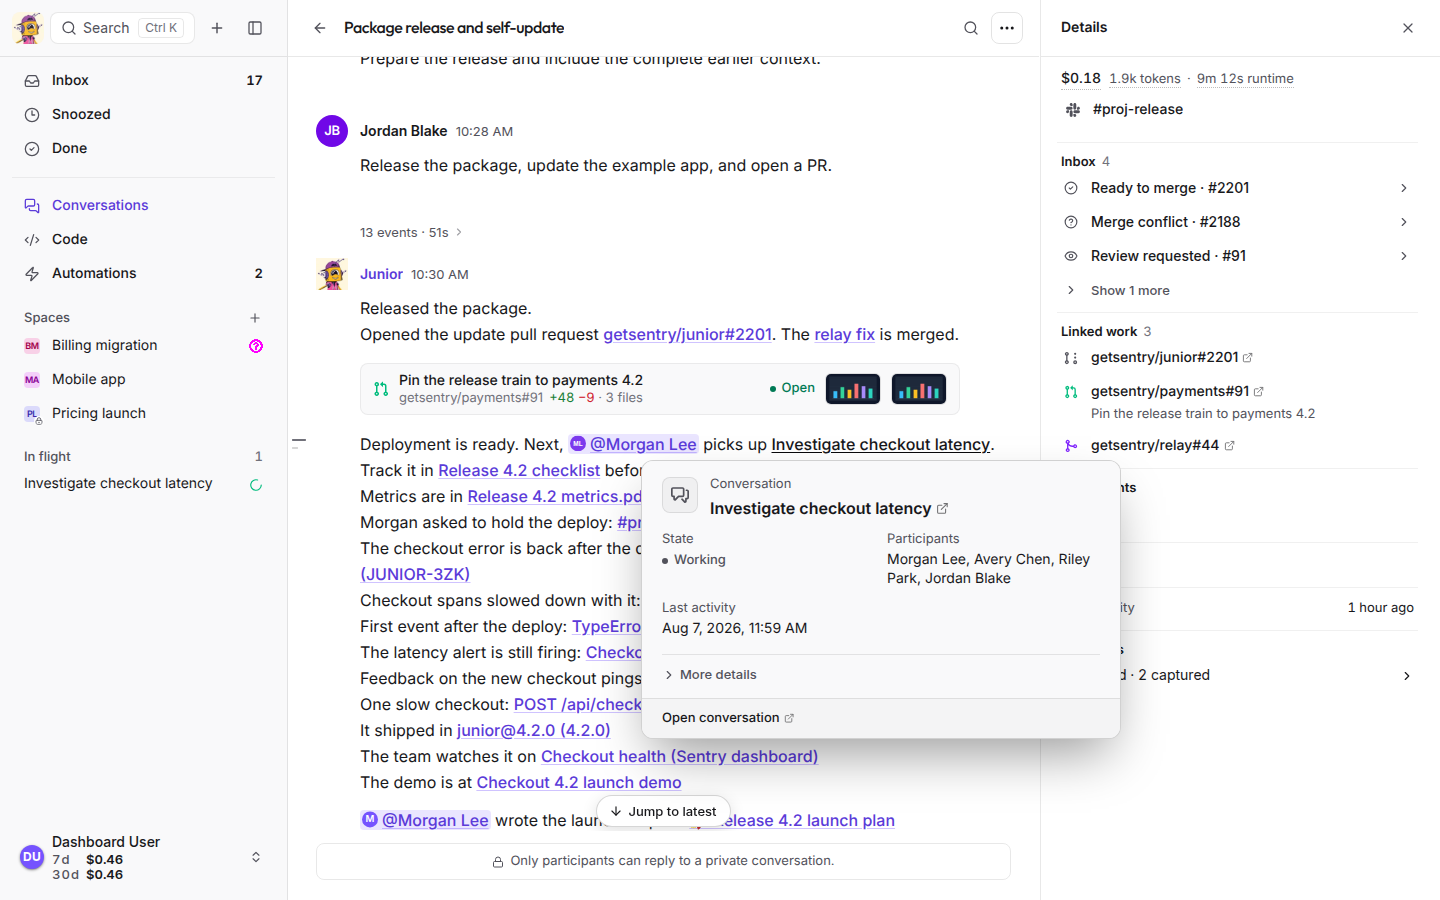 Search Ctrl K
Inbox 17
Snoozed
Done
Conversations
Code
Automations 2
Spaces
BM Billing migration
MA Mobile app
PL Pricing launch
In flight 1
Investigate checkout latency
DU Dashboard User
7d $0.46
30d $0.46
Package release and self-update
Prepare the release and include the complete earlier context.
JB Jordan Blake 10:28 AM
Release the package, update the example app, and open a PR.
13 events · 51s
Junior 10:30 AM
Released the package.
Opened the update pull request getsentry/junior#2201. The relay fix is merged.
Pin the release train to payments 4.2
getsentry/payments#91 +48 −9 · 3 files
Open
Deployment is ready. Next, ML @Morgan Lee picks up Investigate checkout latency.
Track it in Release 4.2 checklist
Metrics are in Release 4.2
Morgan asked to hold the deploy:
The checkout error is back after the
(JUNIOR-3ZK)
Checkout spans slowed down with it:
First event after the deploy:
The latency alert is still firing:
Feedback on the new checkout pings
One slow checkout: POST
It shipped in junior@4.2.0 (4.2.0)
The team watches it on Checkout health (Sentry dashboard)
The demo is at Checkout 4.2 launch demo
M @Morgan Lee wrote the 4.2 launch plan
Jump to latest
Only participants can reply to a private conversation.
Conversation
Investigate checkout latency
State
Working
Participants
Morgan Lee, Avery Chen, Riley
Park, Jordan Blake
Last activity
Aug 7, 2026, 11:59 AM
More details
Open conversation
Details
$0.18 1.9k tokens · 9m 12s runtime
#proj-release
Inbox 4
Ready to merge · #2201
Merge conflict · #2188
Review requested · #91
Show 1 more
Linked work 3
getsentry/junior#2201
getsentry/payments#91
Pin the release train to payments 4.2
getsentry/relay#44
1 hour ago
· 2 captured